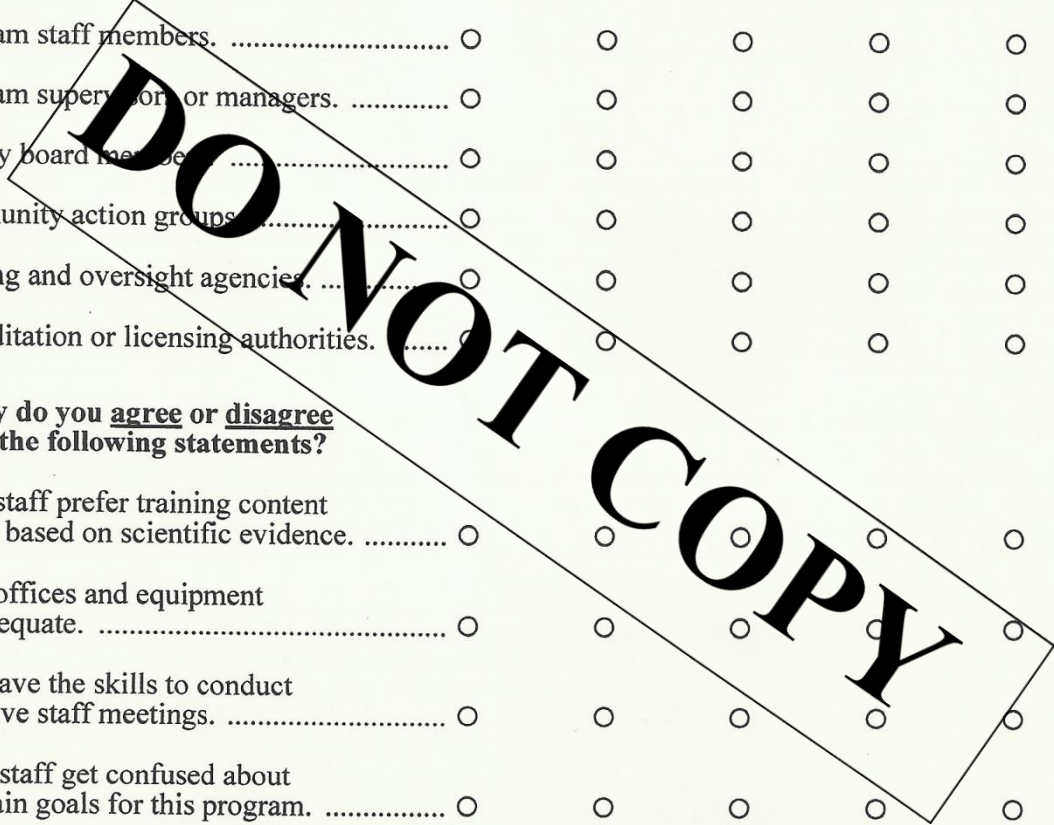 am staff members. ............................
am supervisors or managers. .............
y board members. ............................
unity action groups. ............................
ng and oversight agencies. .................
litation or licensing authorities. ..........
y do you agree or disagree
the following statements?
staff prefer training content
based on scientific evidence. ...........
offices and equipment
equate. .............................................
ave the skills to conduct
ve staff meetings. ............................
staff get confused about
ain goals for this program. ................
DO NOT COPY